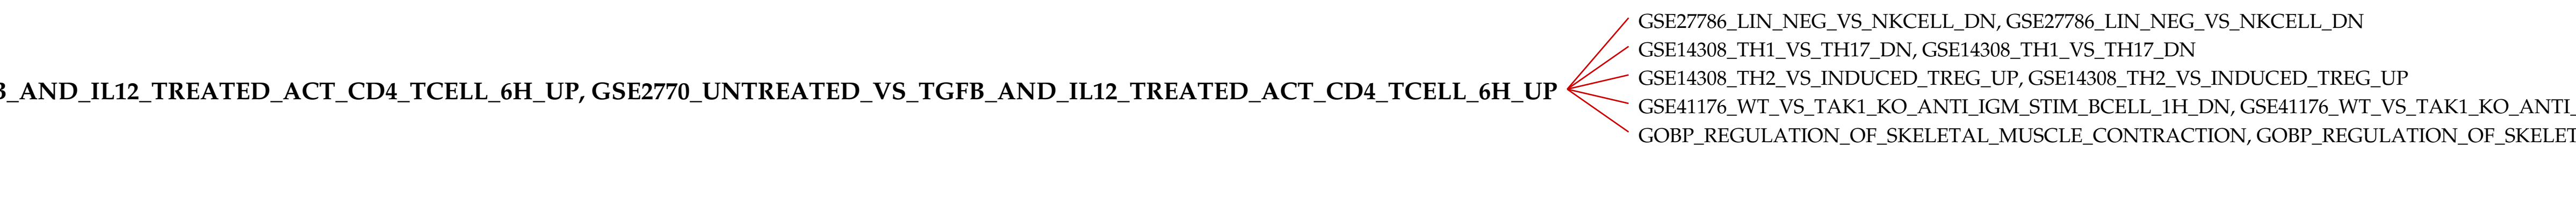 GSE27786_LIN_NEG_VS_NKCELL_DN, GSE27786_LIN_NEG_VS_NKCELL_DN
GSE14308_TH1_VS_TH17_DN, GSE14308_TH1_VS_TH17_DN
GSE14308_TH2_VS_INDUCED_TREG_UP, GSE14308_TH2_VS_INDUCED_TREG_UP
B_AND_IL12_TREATED_ACT_CD4_TCELL_6H_UP, GSE2770_UNTREATED_VS_TGFB_AND_IL12_TREATED_ACT_CD4_TCELL_6H_UP
GSE41176_WT_VS_TAK1_KO_ANTI_IGM_STIM_BCELL_1H_DN, GSE41176_WT_VS_TAK1_KO_ANTI_
GOBP_REGULATION_OF_SKELETAL_MUSCLE_CONTRACTION, GOBP_REGULATION_OF_SKELET